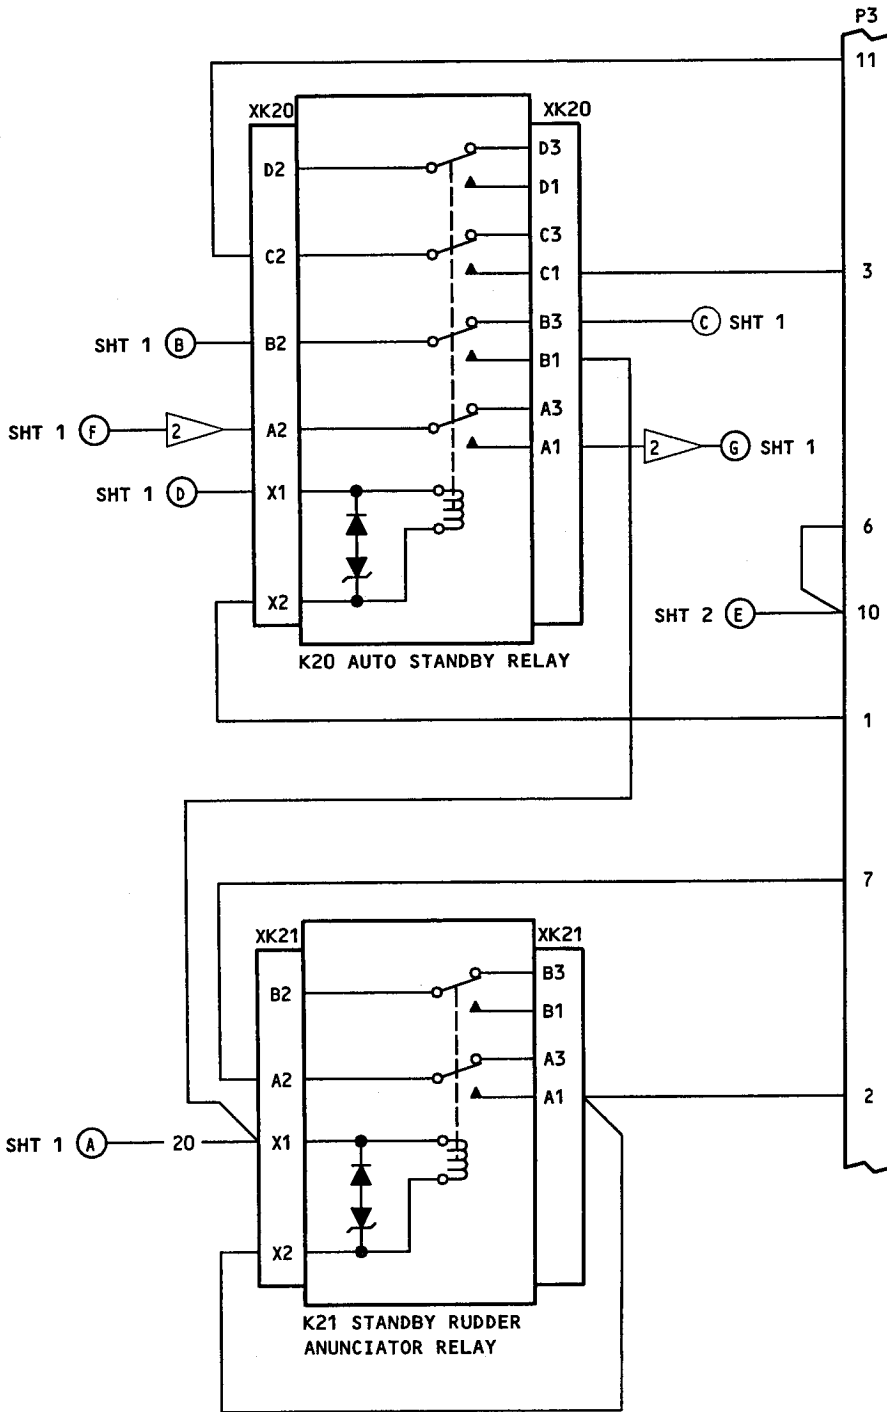 P3
11
XK20
XK20
D2
D3
D1
C3
C2
C1
3
SHT 1 B
B2
B3
C SHT 1
B1
A3
SHT 1 F
2
A2
A1
2
G SHT 1
SHT 1 D
X1
6
X2
SHT 2 E
10
K20 AUTO STANDBY RELAY
1
7
XK21
XK21
B2
B3
B1
A3
A2
A1
2
SHT 1 A
20
X1
X2
K21 STANDBY RUDDER
ANUNCIATOR RELAY